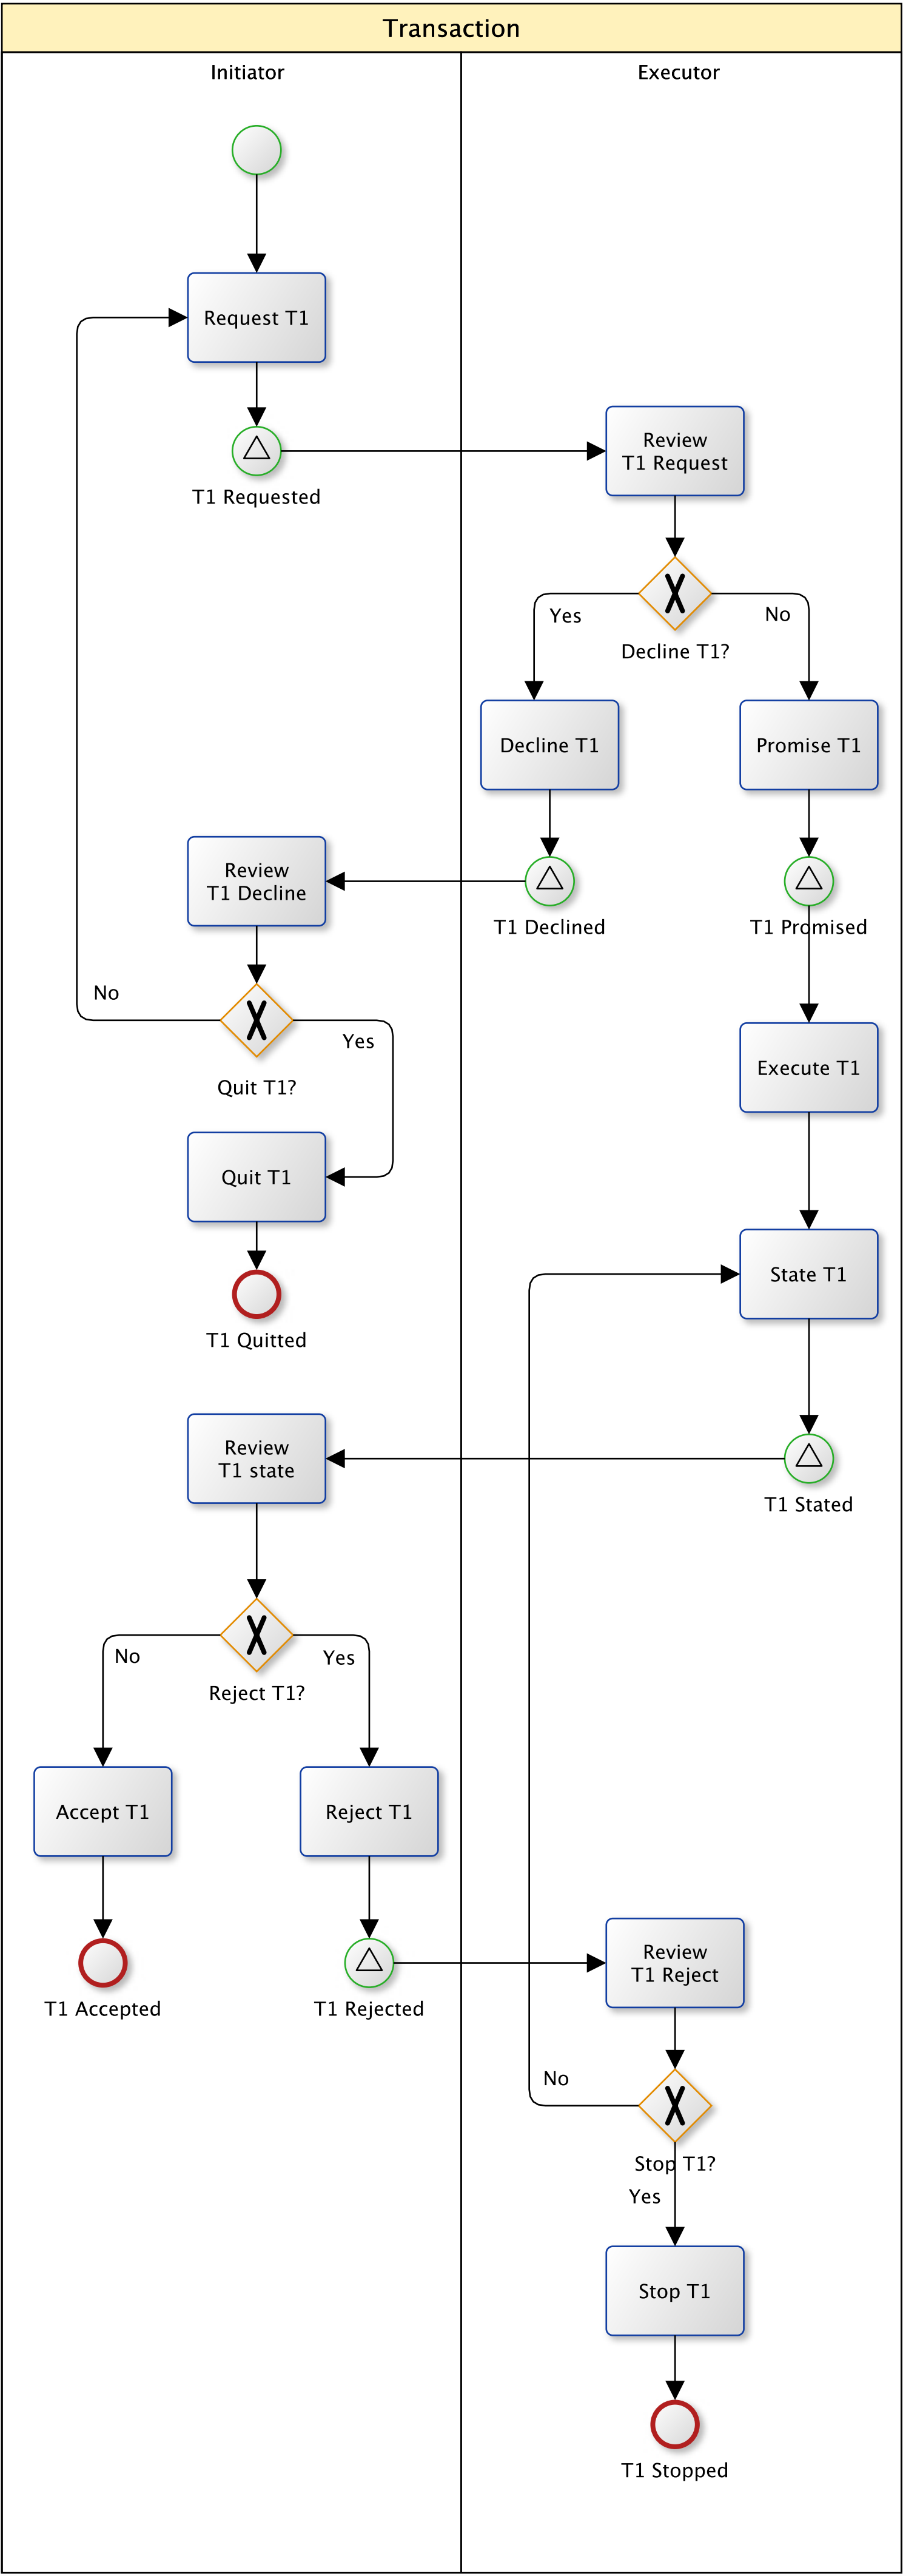 Transaction
Initiator
Executor
Request T1
T1 Requested
Review
T1 Request
Decline T1?
Yes
No
Decline T1
Promise T1
T1 Declined
T1 Promised
Review
T1 Decline
No
Yes
Quit T1?
Execute T1
Quit T1
T1 Quitted
State T1
T1 Stated
Review
T1 state
No
Yes
Reject T1?
Accept T1
Reject T1
T1 Accepted
T1 Rejected
Review
T1 Reject
No
Stop T1?
Yes
Stop T1
T1 Stopped